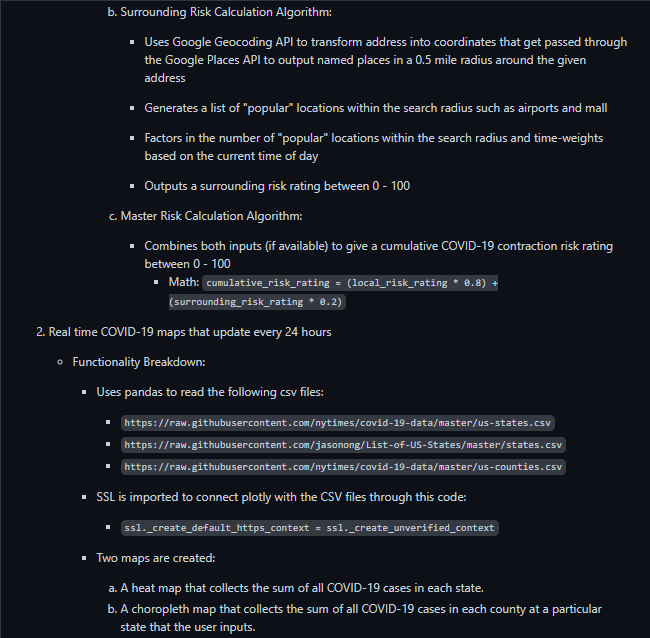 b. Surrounding Risk Calculation Algorithm:
Uses Google Geocoding API to transform address into coordinates that get passed through
the Google Places API to output named places in a 0.5 mile radius around the given
address
Generates a list of "popular" locations within the search radius such as airports and mall
Factors in the number of "popular" locations within the search radius and time-weights
based on the current time of day
Outputs a surrounding risk rating between 0 - 100
c. Master Risk Calculation Algorithm:
Combines both inputs (if available) to give a cumulative COVID-19 contraction risk rating
between 0 - 100
Math: cumulative_risk_rating = (local_risk_rating * 0.8) +
(surrounding_risk_rating * 0.2)
2. Real time COVID-19 maps that update every 24 hours
Functionality Breakdown:
Uses pandas to read the following csv files:
https://raw.githubusercontent.com/nytimes/covid-19-data/master/us-states.csv
https://raw.githubusercontent.com/jasonong/List-of-US-States/master/states.csv
https://raw.githubusercontent.com/nytimes/covid-19-data/master/us-counties.csv
SSL is imported to connect plotly with the CSV files through this code:
ssl._create_default_https_context = ssl._create_unverified_context
Two maps are created:
a. A heat map that collects the sum of all COVID-19 cases in each state.
b. A choropleth map that collects the sum of all COVID-19 cases in each county at a particular
state that the user inputs.